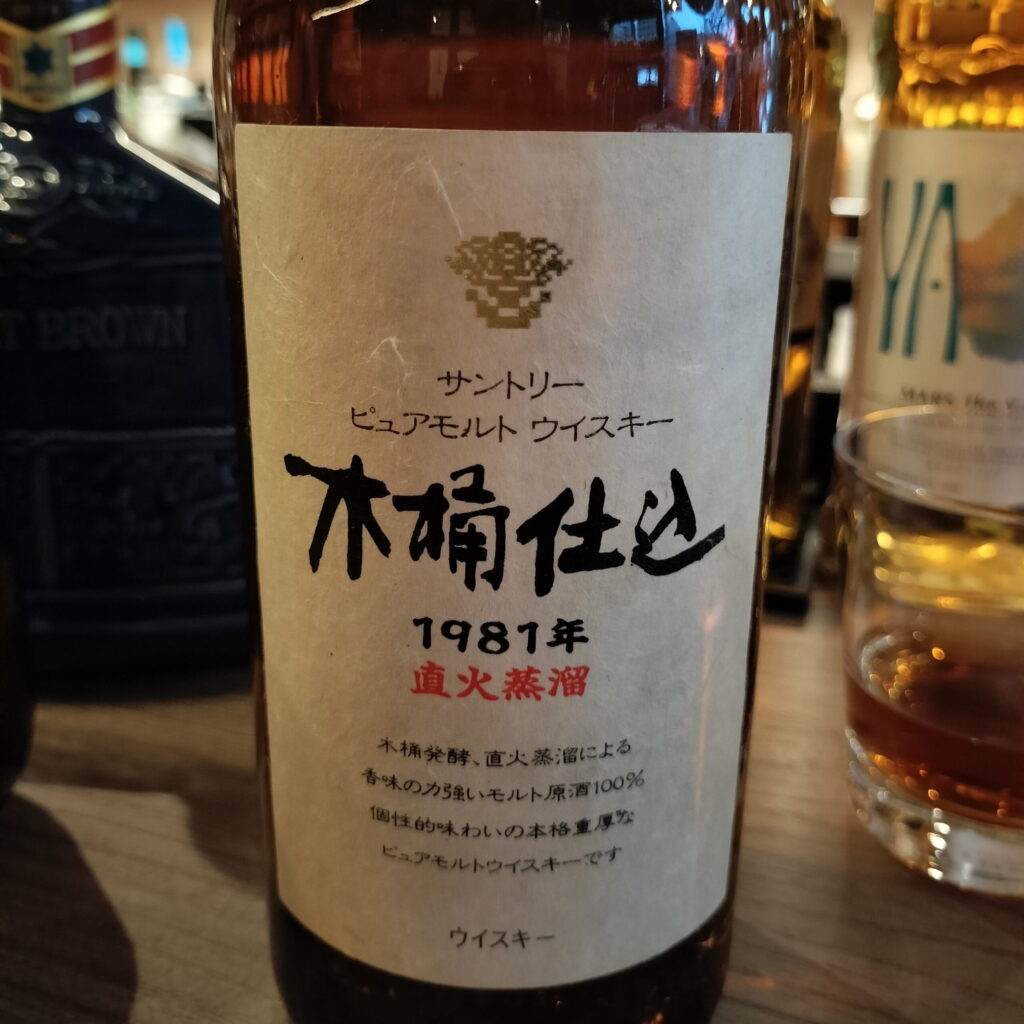 サントリー
ピュアモルト ウイスキー
木桶仕込
1981年
直火蒸溜
木桶発酵、直火蒸溜による
香味の力強いモルト原酒100%
個性的味わいの本格重厚な
ピュアモルトウイスキーです
ウイスキー
BROWN
YA
MARS the